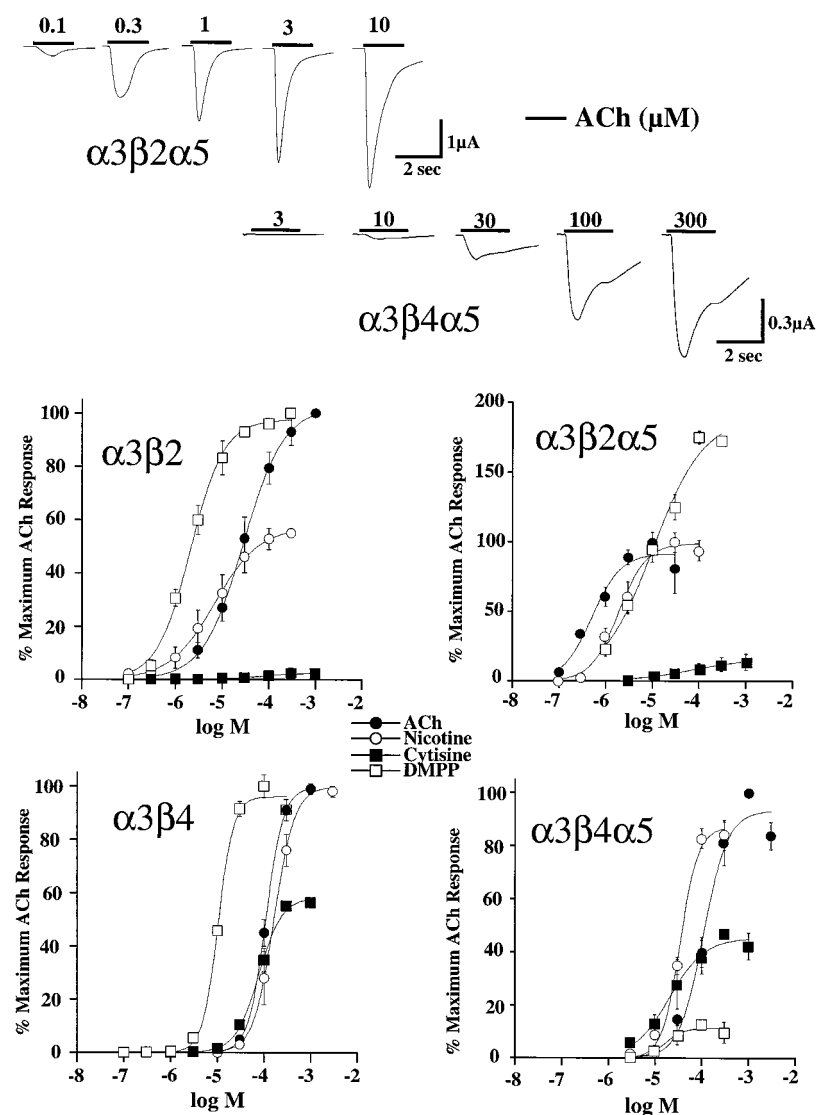 0.1 0.3 1 3 10
ACh (μM)
α3β2α5
1μA
2 sec
3 10 30 100 300
α3β4α5
0.3μA
2 sec
α3β2
% Maximum ACh Response
100
80
60
40
20
0
-8 -7 -6 -5 -4 -3 -2
log M
α3β2α5
% Maximum ACh Response
200
150
100
50
0
-8 -7 -6 -5 -4 -3 -2
log M
ACh
Nicotine
Cytisine
DMPP
α3β4
% Maximum ACh Response
100
80
60
40
20
0
-8 -7 -6 -5 -4 -3 -2
log M
α3β4α5
% Maximum ACh Response
100
80
60
40
20
0
-8 -7 -6 -5 -4 -3 -2
log M